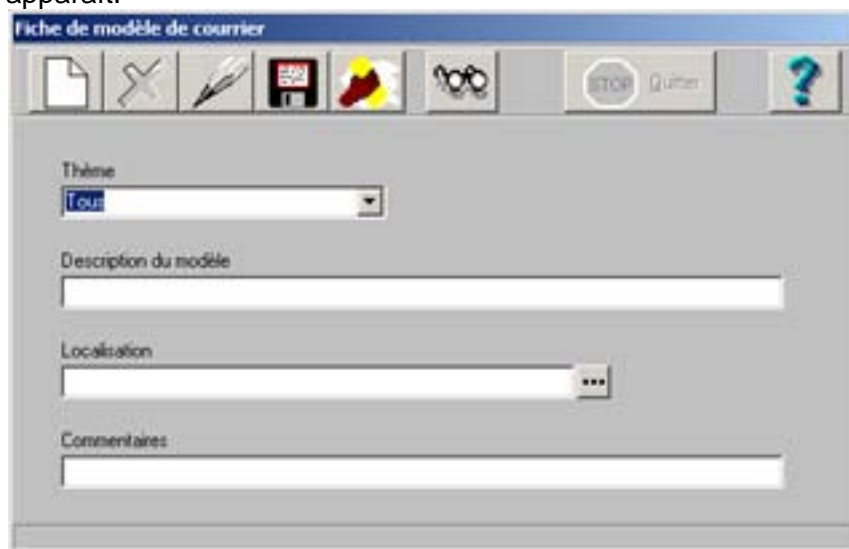 apparaît.
Fiche de modèle de courrier
STOP Quitter
Thème
Tous
Description du modèle
Localisation
...
Commentaires